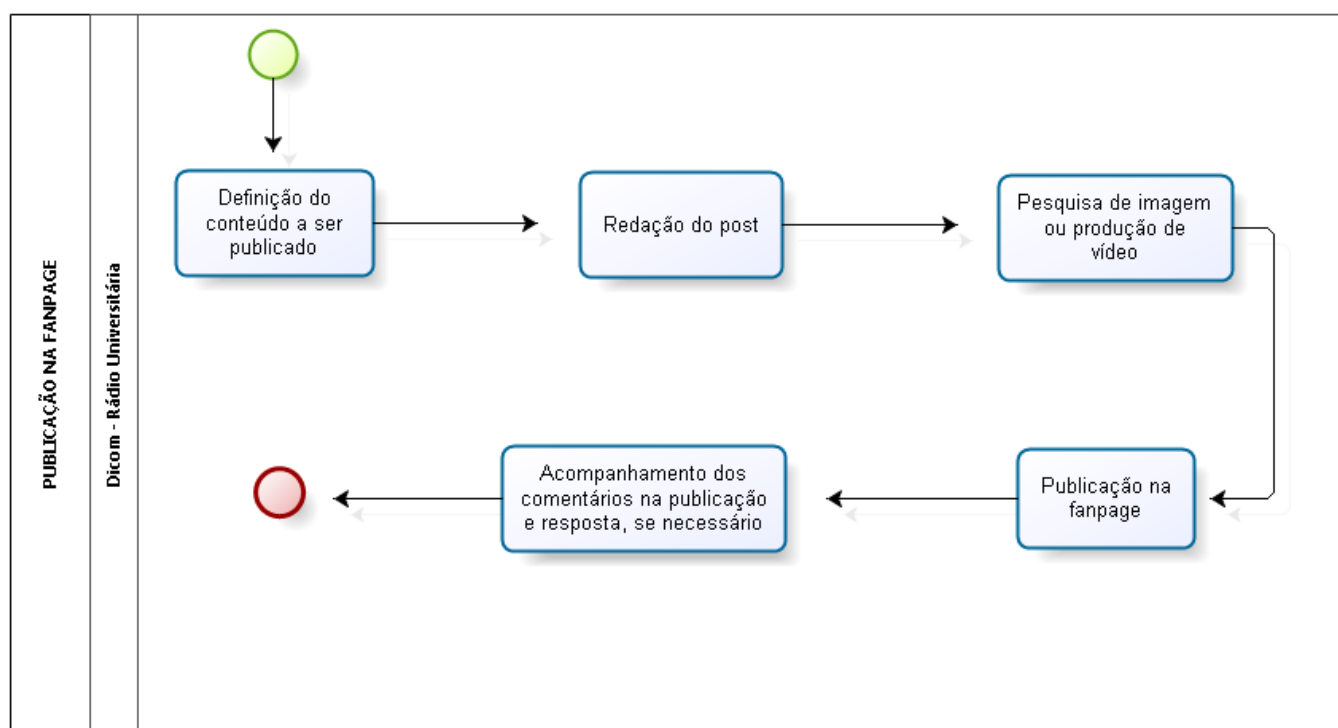 PUBLICAÇÃO NA FANPAGE
Dicom - Rádio Universitária
Definição do
conteúdo a ser
publicado
Redação do post
Pesquisa de imagem
ou produção de
vídeo
Publicação na
fanpage
Acompanhamento dos
comentários na publicação
e resposta, se necessário